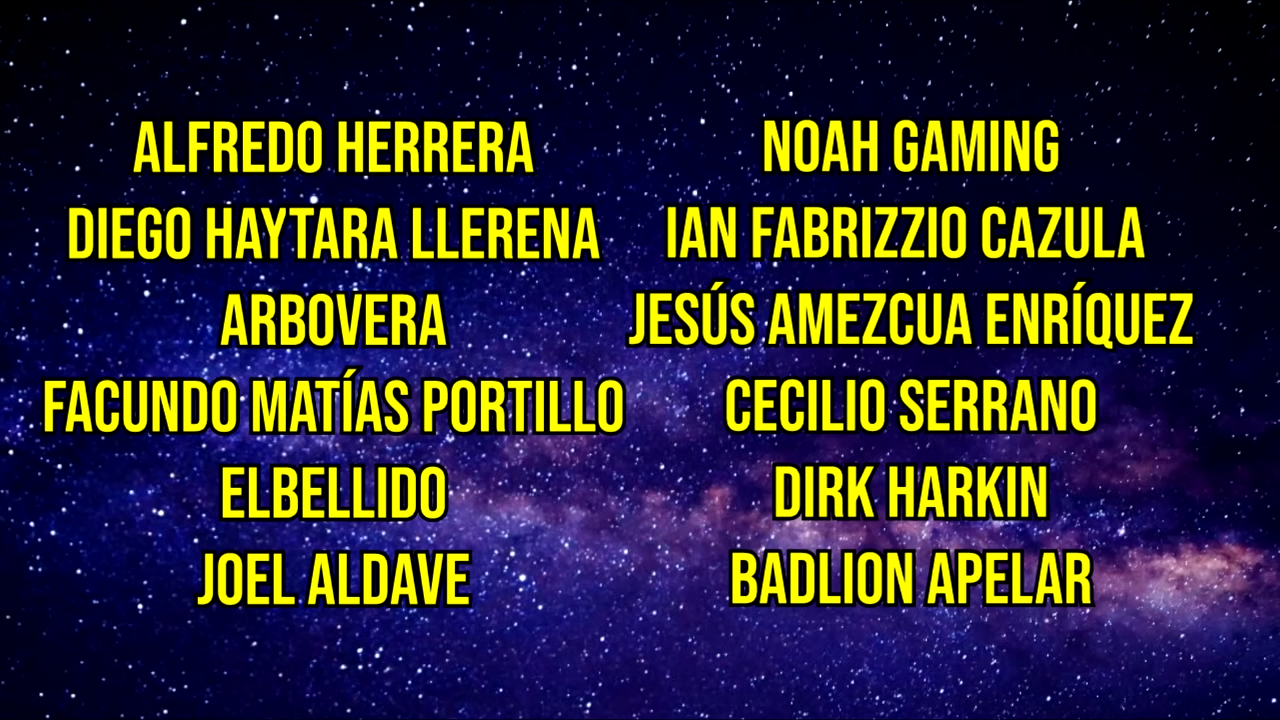 ALFREDO HERRERA
DIEGO HAYTARA LLERENA
ARBOVERA
FACUNDO MATÍAS PORTILLO
ELBELLIDO
JOEL ALDAVE
NOAH GAMING
IAN FABRIZZIO CAZULA
JESÚS AMEZCUA ENRÍQUEZ
CECILIO SERRANO
DIRK HARKIN
BADLION APELAR